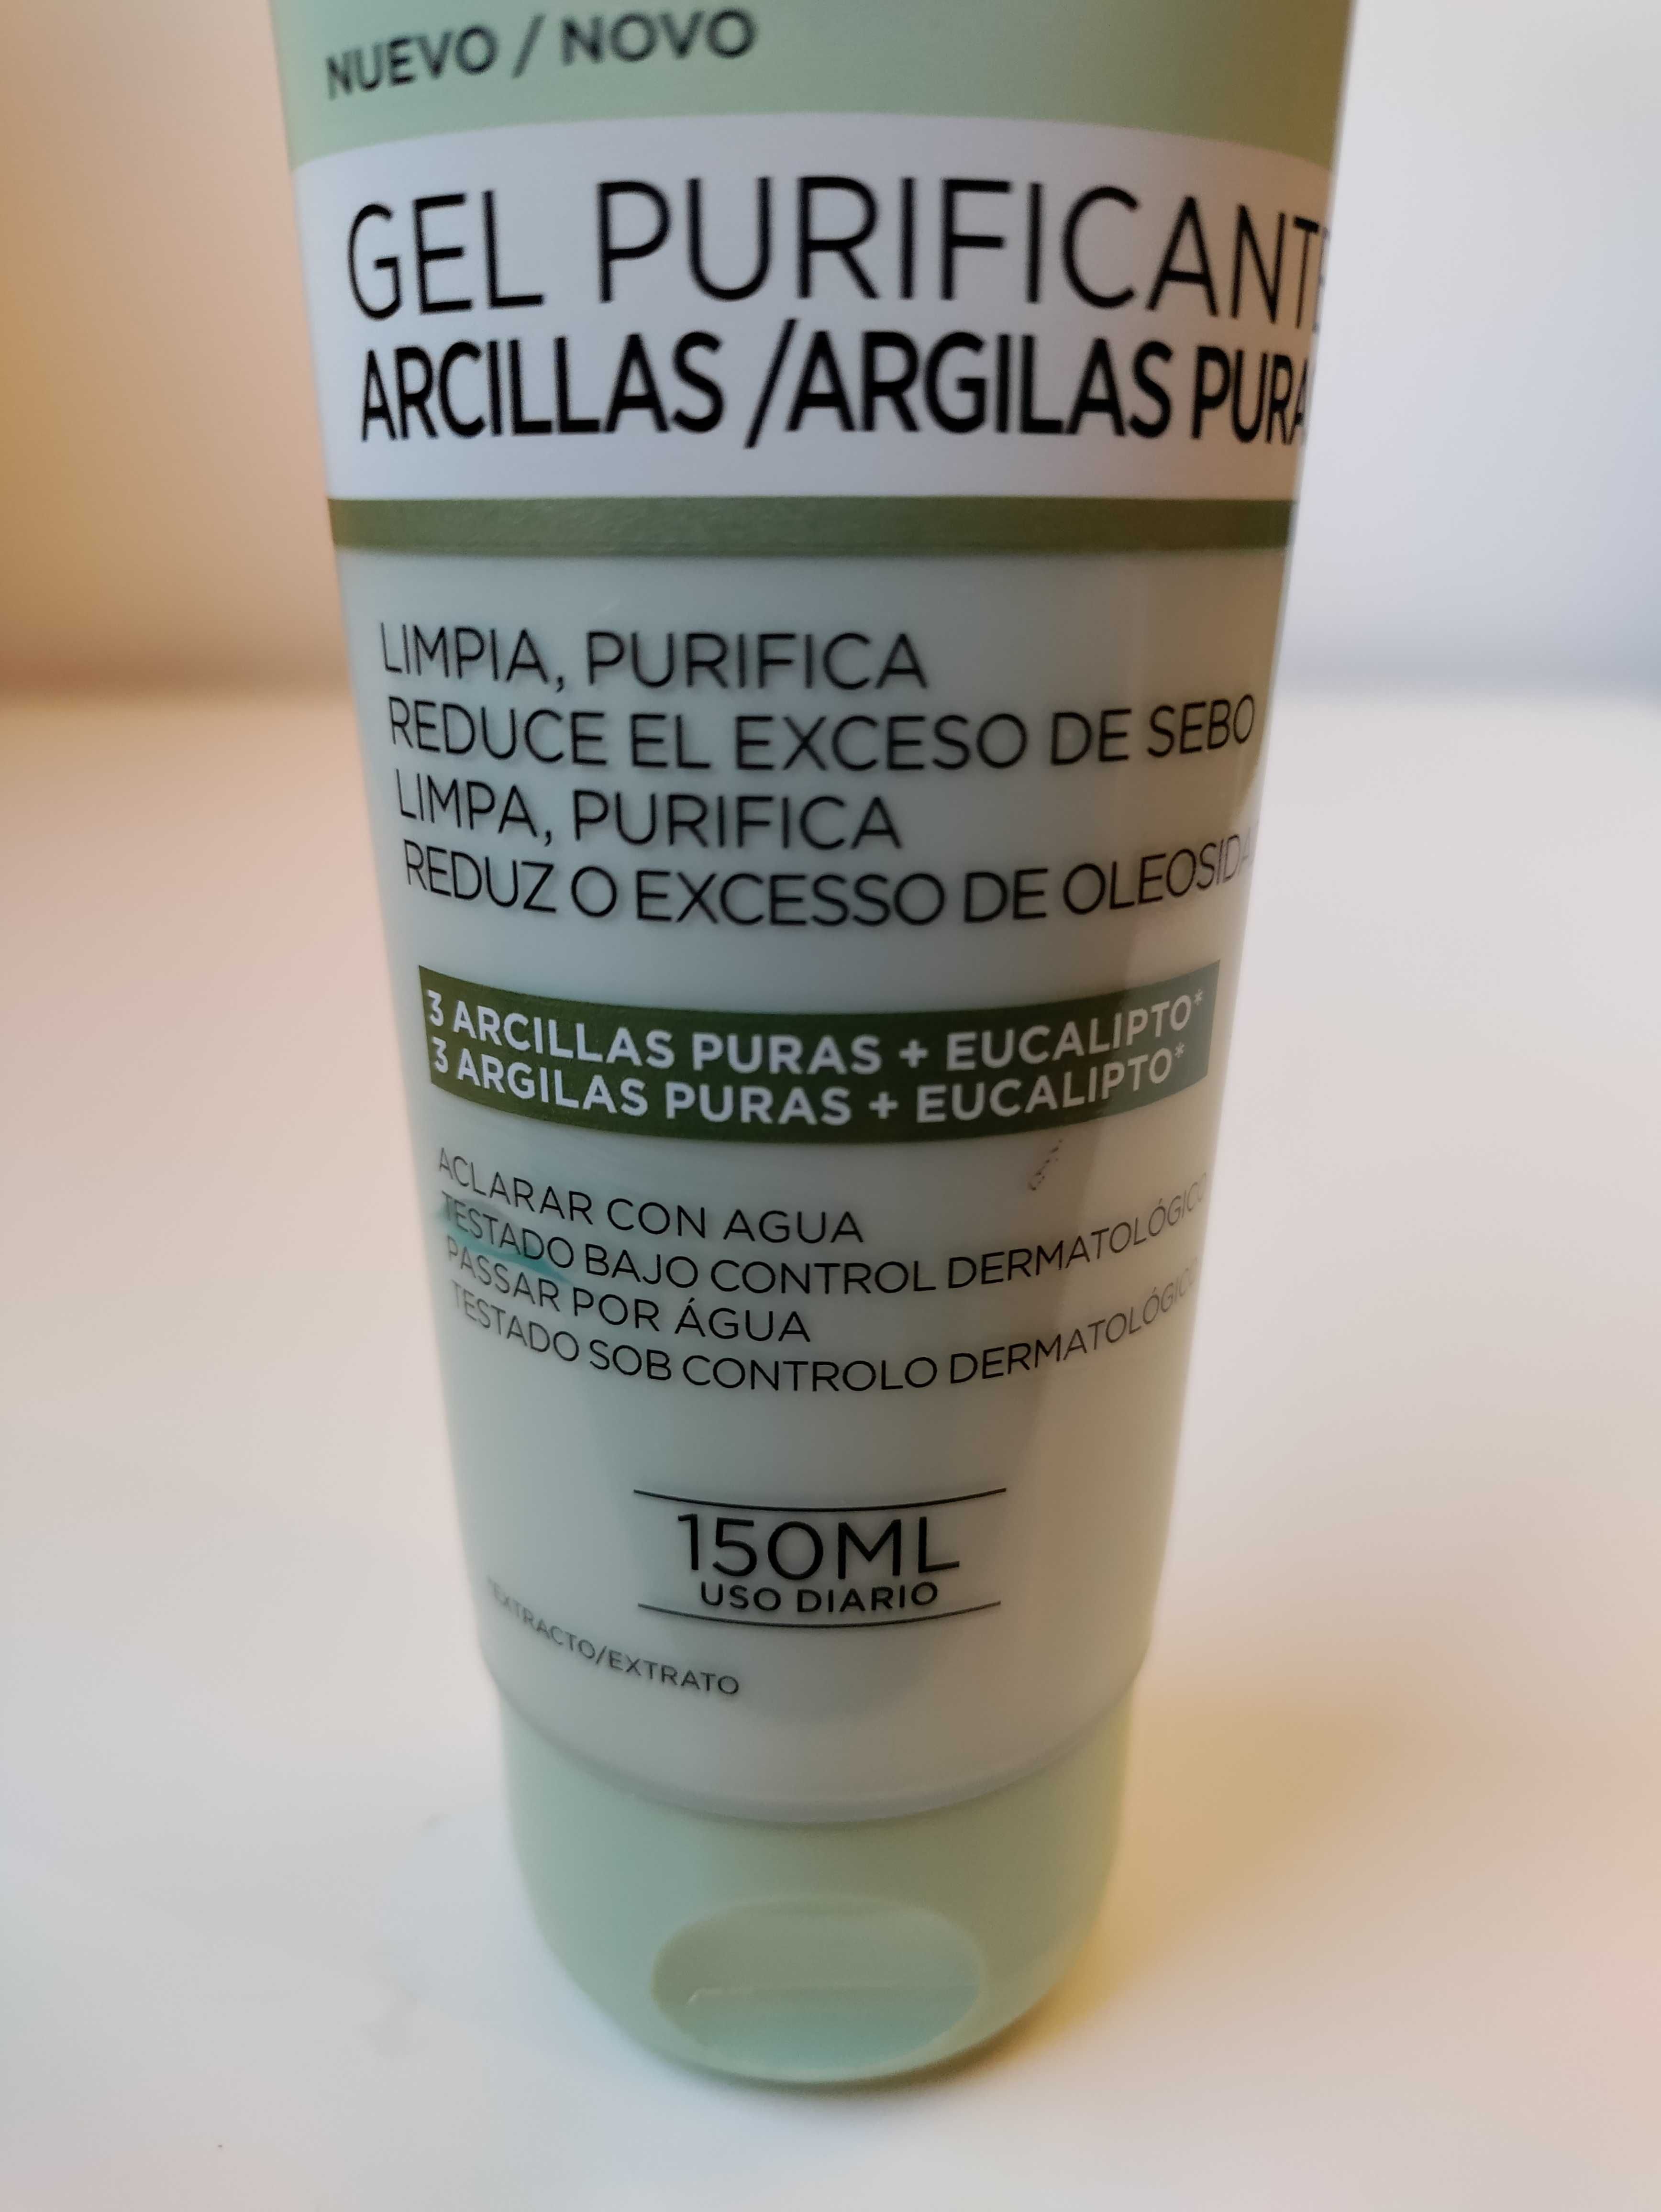 NUEVO / NOVO
GEL PURIFICANTE
ARCILLAS /ARGILAS PURA
LIMPIA, PURIFICA
REDUCE EL EXCESO DE SEBO
LIMPA, PURIFICA
REDUZ O EXCESSO DE OLEOSIDA
3 ARCILLAS PURAS + EUCALIPTO*
3 ARGILAS PURAS + EUCALIPTO*
ACLARAR CON AGUA
TESTADO BAJO CONTROL DERMATOLÓGICO
PASSAR POR ÁGUA
TESTADO SOB CONTROLO DERMATOLÓGICO
150ML
USO DIARIO
*EXTRACTO/EXTRATO